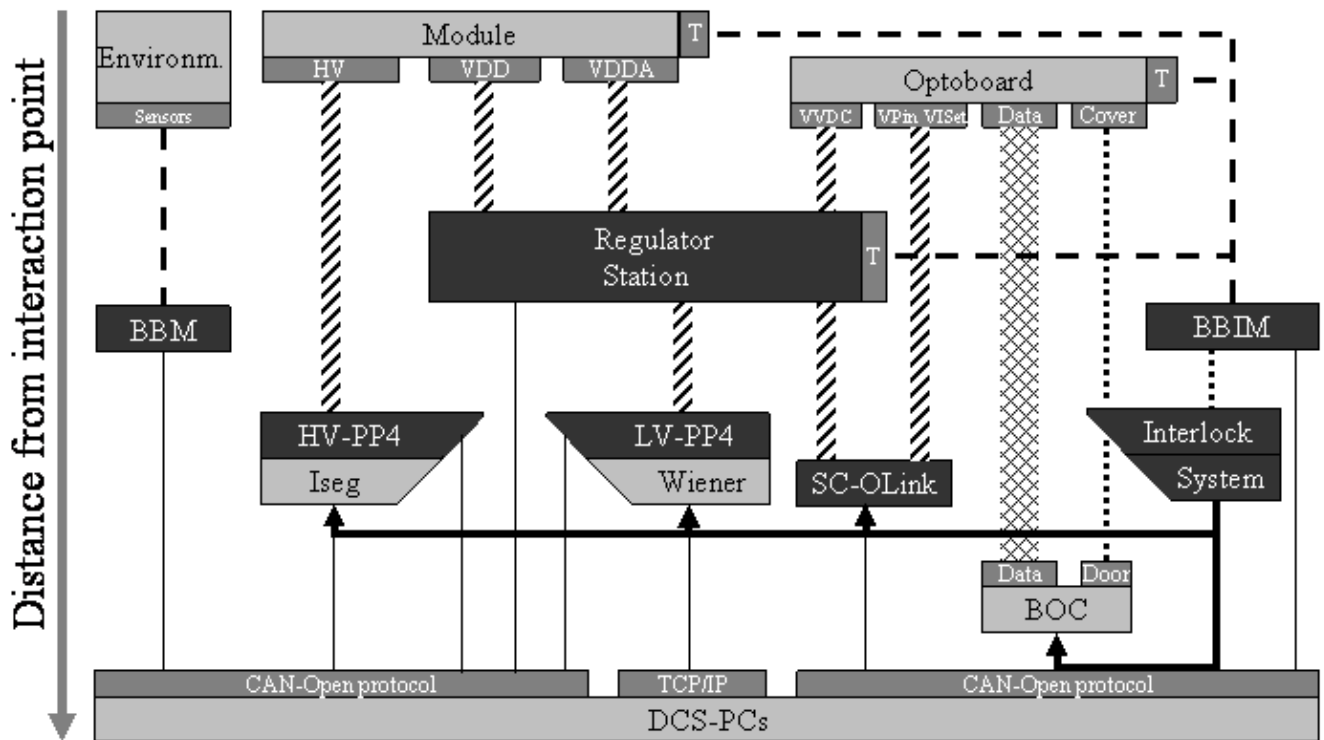 Distance from interaction point
Environm.
Sensors
Module
T
HV
VDD
VDDA
Optoboard
T
VVDC
VPin VISet
Data
Cover
Regulator
Station
T
BBM
BBIM
HV-PP4
Iseg
LV-PP4
Wiener
SC-OLink
Interlock
System
Data
Door
BOC
CAN-Open protocol
TCP/IP
CAN-Open protocol
DCS-PCs